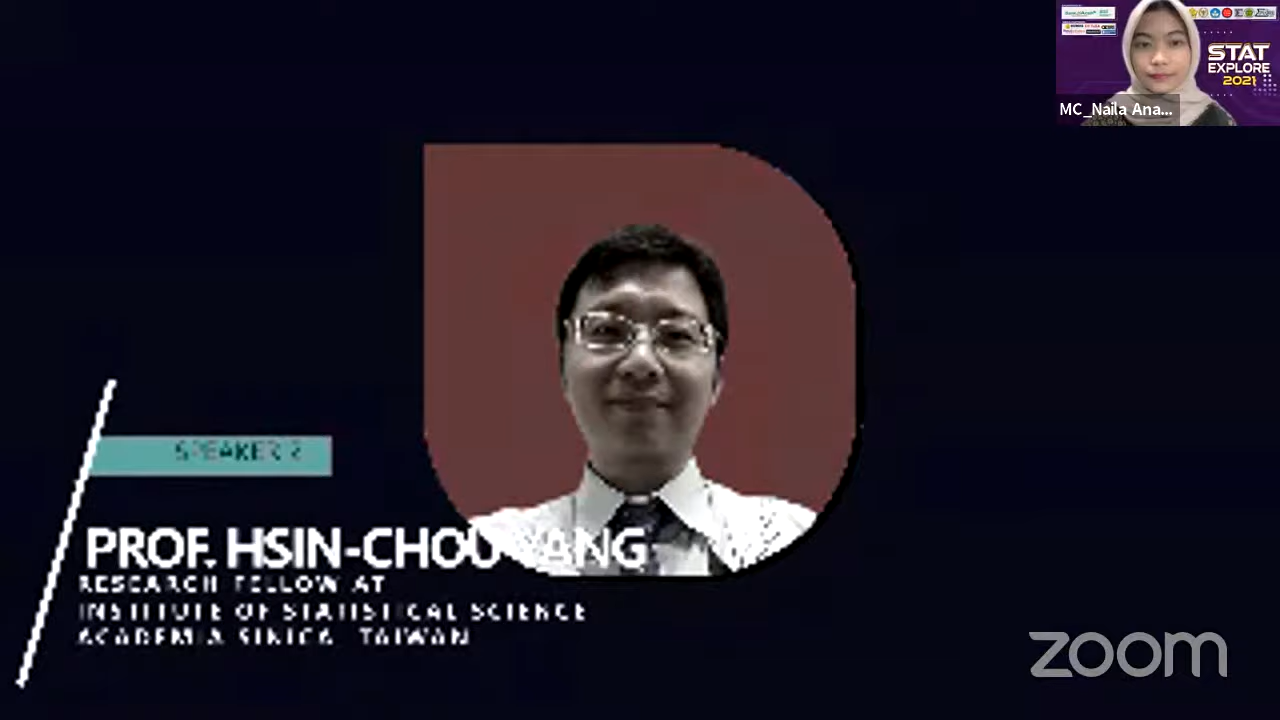 STAT
EXPLORE
2021
MC_Naila Ana...
SPEAKER 2
PROF. HSIN-CHOU YANG
RESEARCH FELLOW AT
INSTITUTE OF STATISTICAL SCIENCE
ACADEMIA SINICA, TAIWAN
zoom